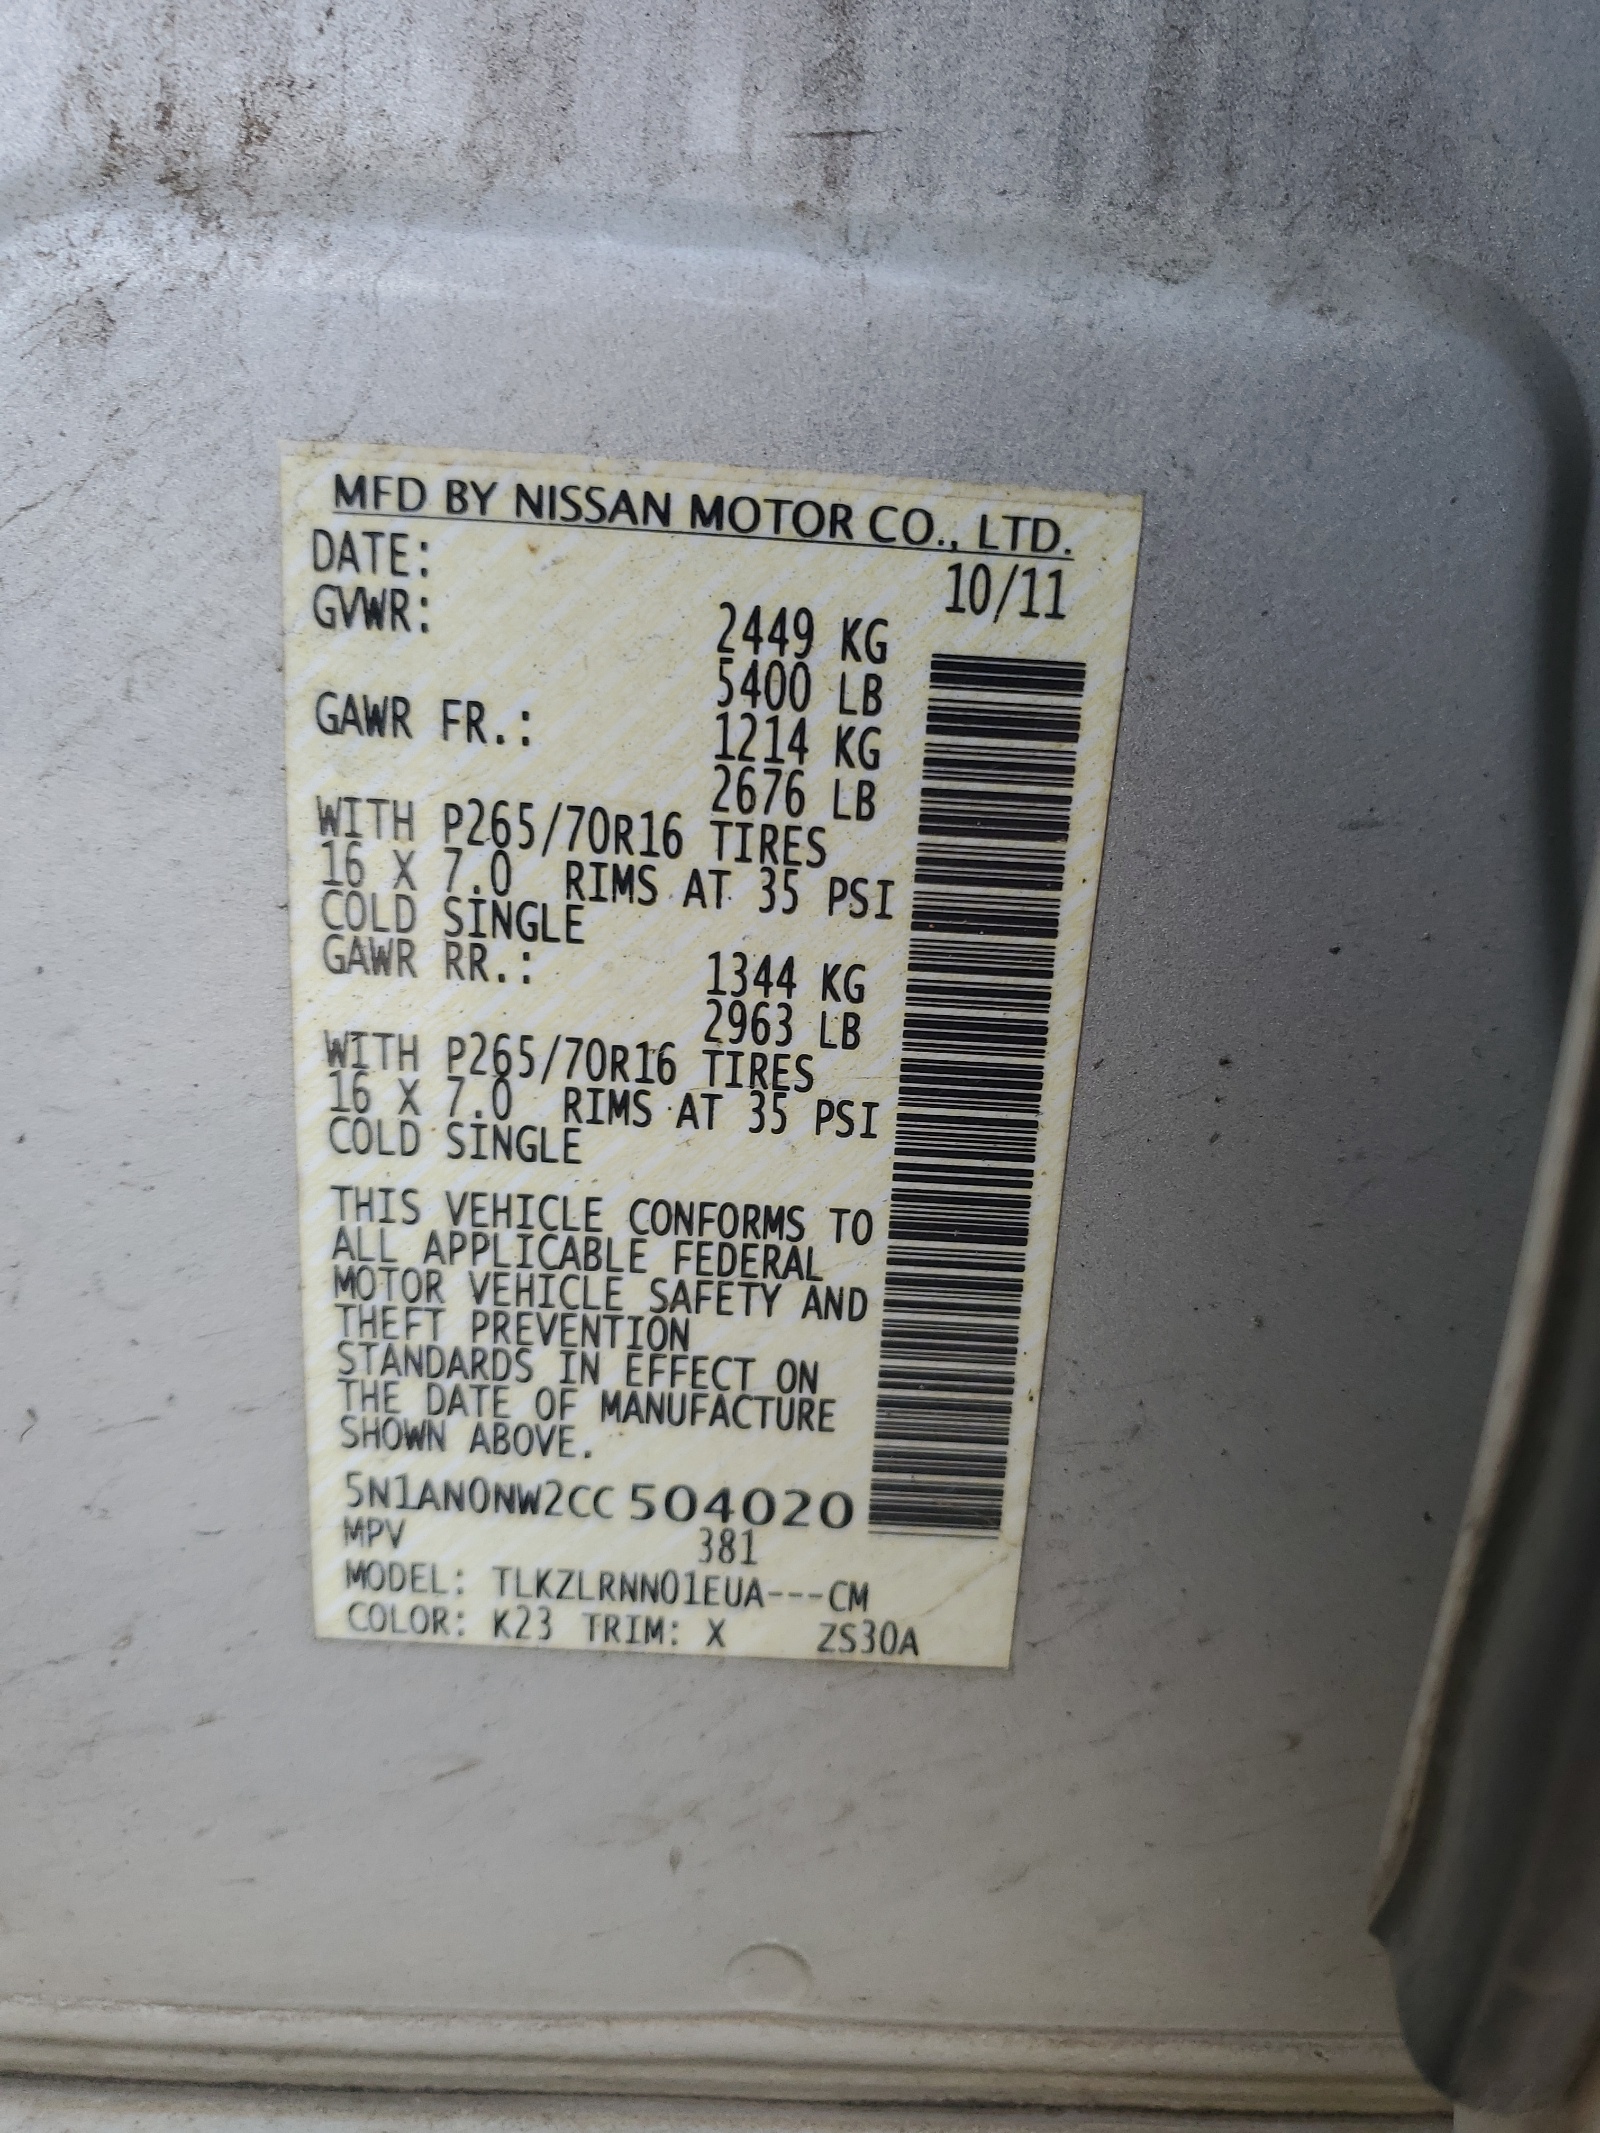 MFD BY NISSAN MOTOR CO., LTD.
DATE: 10/11
GVWR: 2449 KG
5400 LB
GAWR FR.: 1214 KG
2676 LB
WITH P265/70R16 TIRES
16 X 7.0 RIMS AT 35 PSI
COLD SINGLE
GAWR RR.: 1344 KG
2963 LB
WITH P265/70R16 TIRES
16 X 7.0 RIMS AT 35 PSI
COLD SINGLE
THIS VEHICLE CONFORMS TO
ALL APPLICABLE FEDERAL
MOTOR VEHICLE SAFETY AND
THEFT PREVENTION
STANDARDS IN EFFECT ON
THE DATE OF MANUFACTURE
SHOWN ABOVE.
5N1AN0NW2CC504020
MPV 381
MODEL: TLKZLRNN01EUA---CM
COLOR: K23 TRIM: X ZS30A